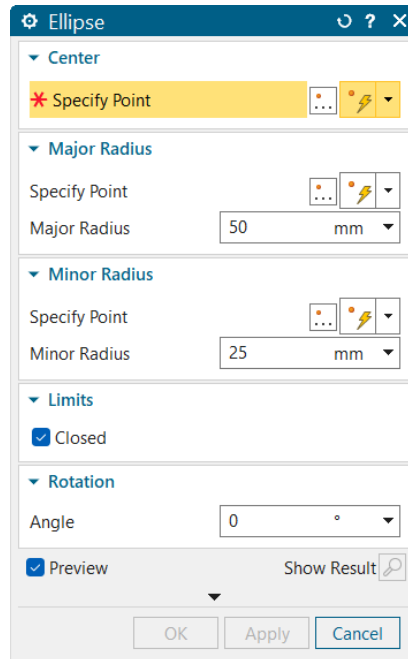 Ellipse ?
Center
* Specify Point
Major Radius
Specify Point
Major Radius 50 mm
Minor Radius
Specify Point
Minor Radius 25 mm
Limits
Closed
Rotation
Angle 0 °
Preview Show Result
OK Apply Cancel